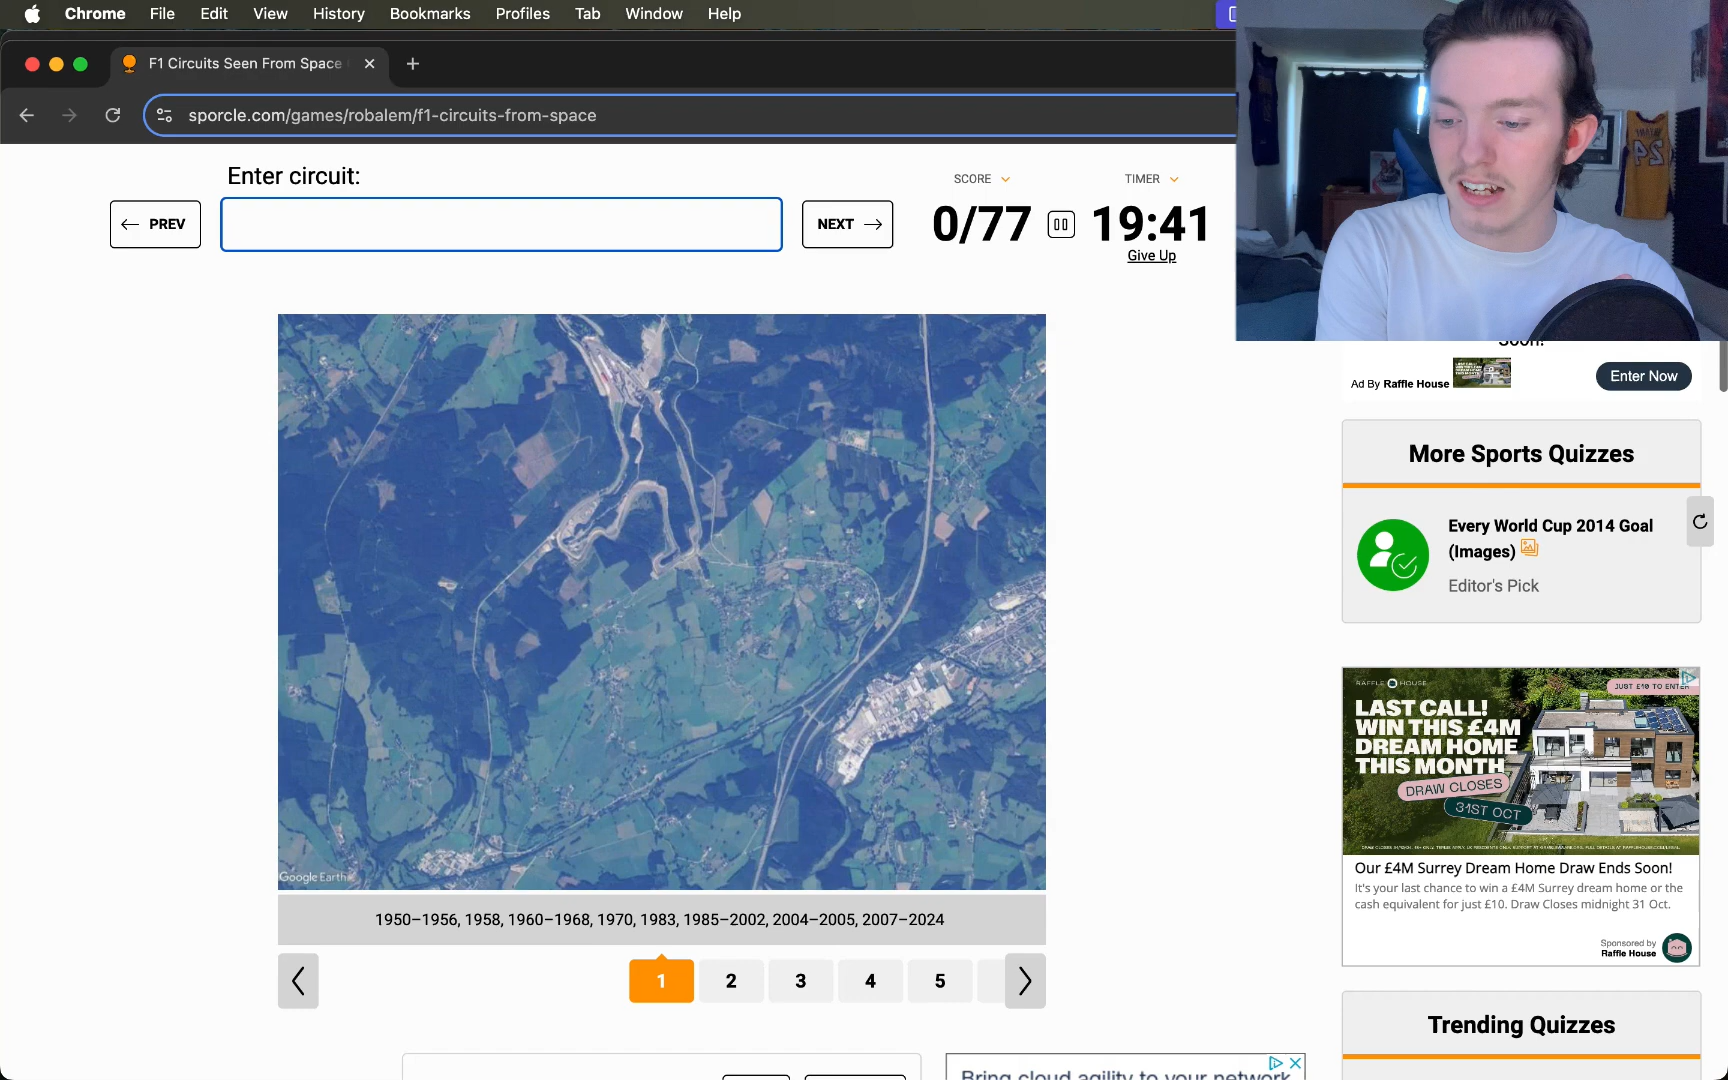 Chrome File Edit View History Bookmarks Profiles Tab Window Help
F1 Circuits Seen From Space
sporcle.com/games/robalem/f1-circuits-from-space
Enter circuit:
← PREV
NEXT →
SCORE
0/77
TIMER
19:41
Give Up
24
Soon!
Ad By Raffle House
Enter Now
More Sports Quizzes
Every World Cup 2014 Goal
(Images)
Editor's Pick
Google Earth
1950–1956, 1958, 1960–1968, 1970, 1983, 1985–2002, 2004–2005, 2007–2024
1 2 3 4 5
RAFFLE HOUSE
JUST £10 TO ENTER
LAST CALL!
WIN THIS £4M
DREAM HOME
THIS MONTH
DRAW CLOSES
31ST OCT
Our £4M Surrey Dream Home Draw Ends Soon!
It's your last chance to win a £4M Surrey dream home or the
cash equivalent for just £10. Draw Closes midnight 31 Oct.
Sponsored by
Raffle House
Trending Quizzes
Bring cloud agility to your network